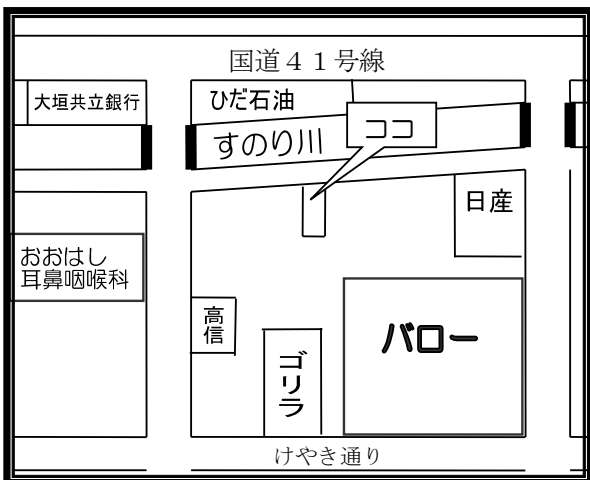 国道４１号線
大垣共立銀行
ひだ石油
すのり川
ココ
日産
おおはし
耳鼻咽喉科
高信
バロー
ゴリラ
けやき通り